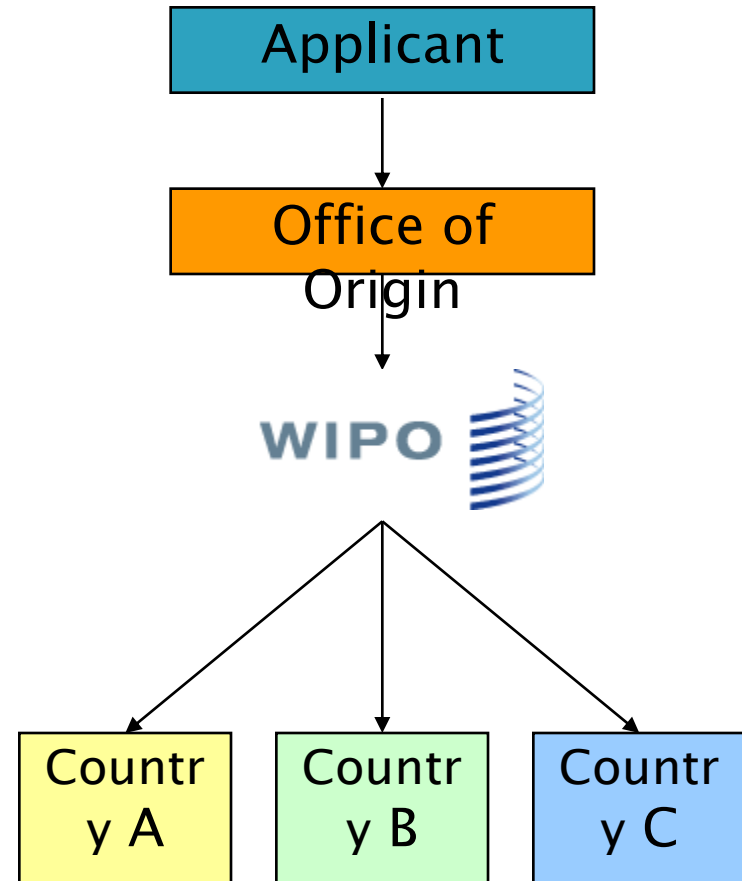 Applicant
Office of
Origin
WIPO
Countr
y A
Countr
y B
Countr
y C